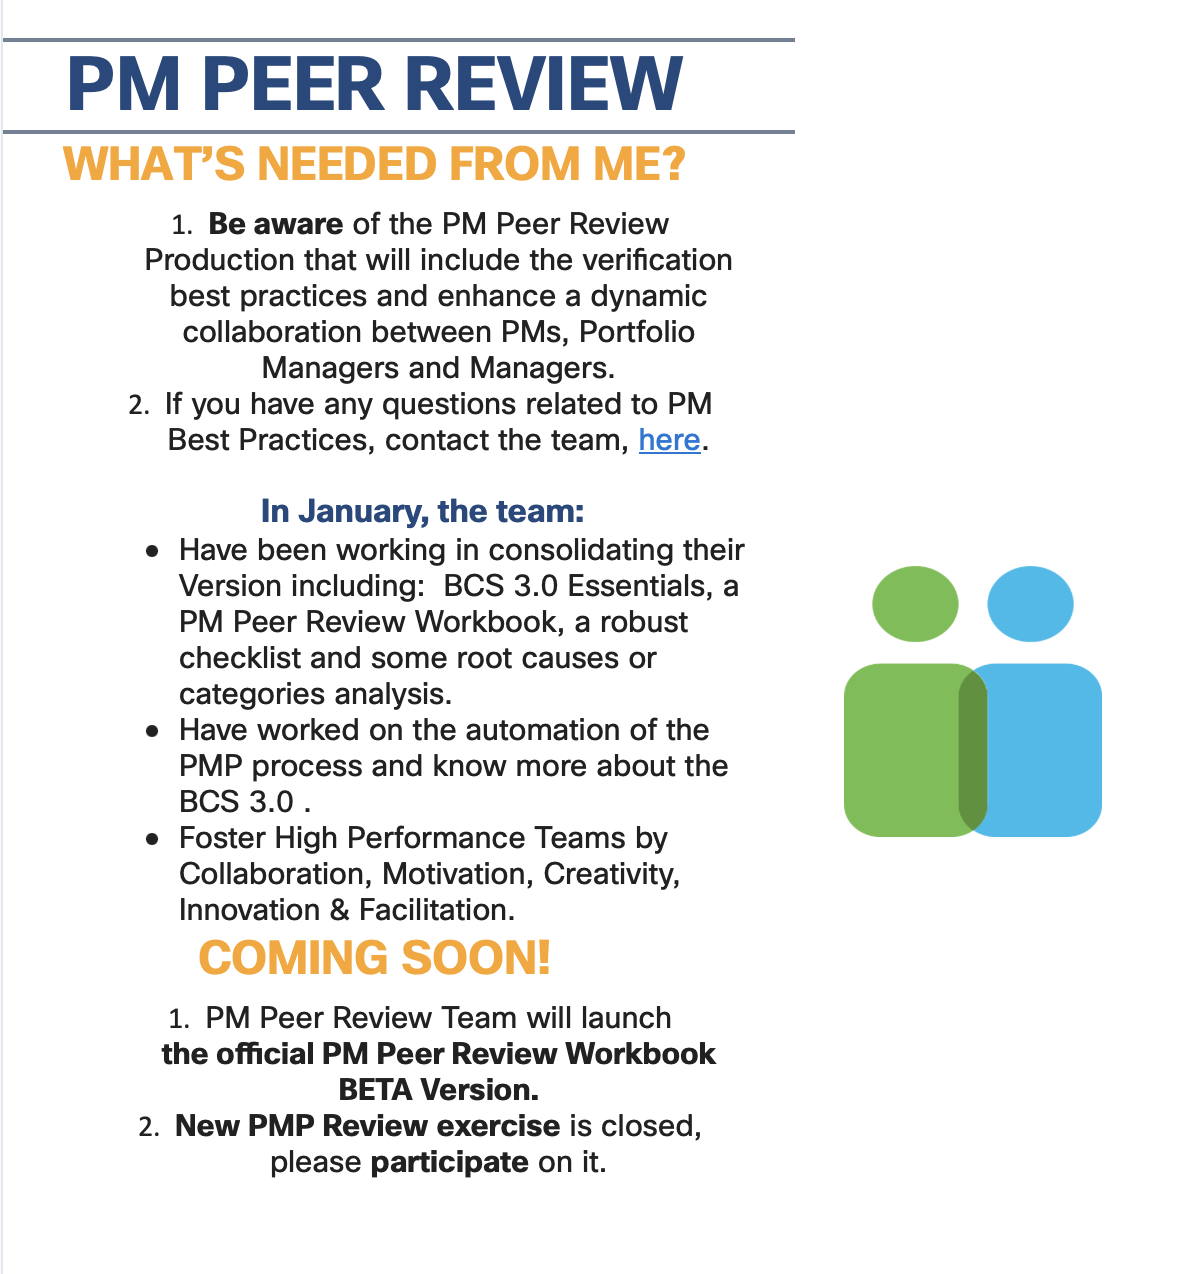 PM PEER REVIEW
WHAT’S NEEDED FROM ME?
1. Be aware of the PM Peer Review
Production that will include the verification
best practices and enhance a dynamic
collaboration between PMs, Portfolio
Managers and Managers.
2. If you have any questions related to PM
Best Practices, contact the team, here.
In January, the team:
• Have been working in consolidating their
Version including:  BCS 3.0 Essentials, a
PM Peer Review Workbook, a robust
checklist and some root causes or
categories analysis.
• Have worked on the automation of the
PMP process and know more about the
BCS 3.0 .
• Foster High Performance Teams by
Collaboration, Motivation, Creativity,
Innovation & Facilitation.
COMING SOON!
1. PM Peer Review Team will launch
the official PM Peer Review Workbook
BETA Version.
2. New PMP Review exercise is closed,
please participate on it.